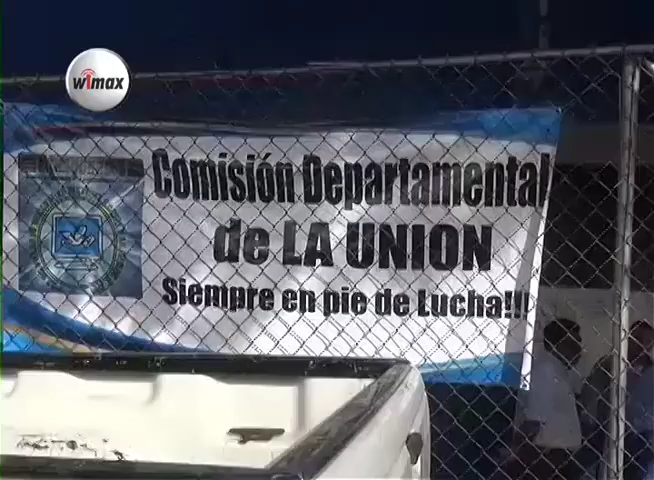 wimax
Comisión Departamental
de LA UNION
Siempre en pie de Lucha!!!